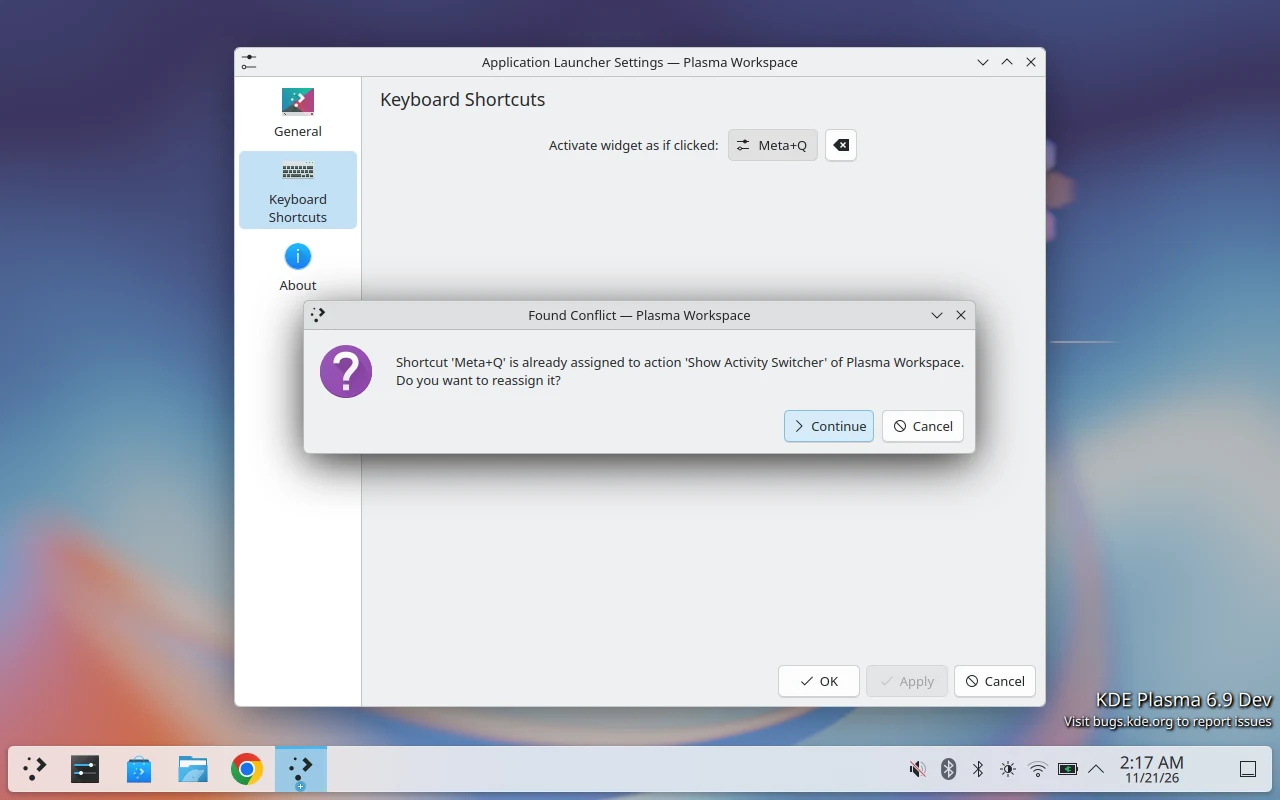 Application Launcher Settings — Plasma Workspace
General
Keyboard
Shortcuts
About
Keyboard Shortcuts
Activate widget as if clicked:
Meta+Q
Found Conflict — Plasma Workspace
Shortcut 'Meta+Q' is already assigned to action 'Show Activity Switcher' of Plasma Workspace.
Do you want to reassign it?
Continue
Cancel
OK
Apply
Cancel
KDE Plasma 6.9 Dev
Visit bugs.kde.org to report issues
2:17 AM
11/21/26